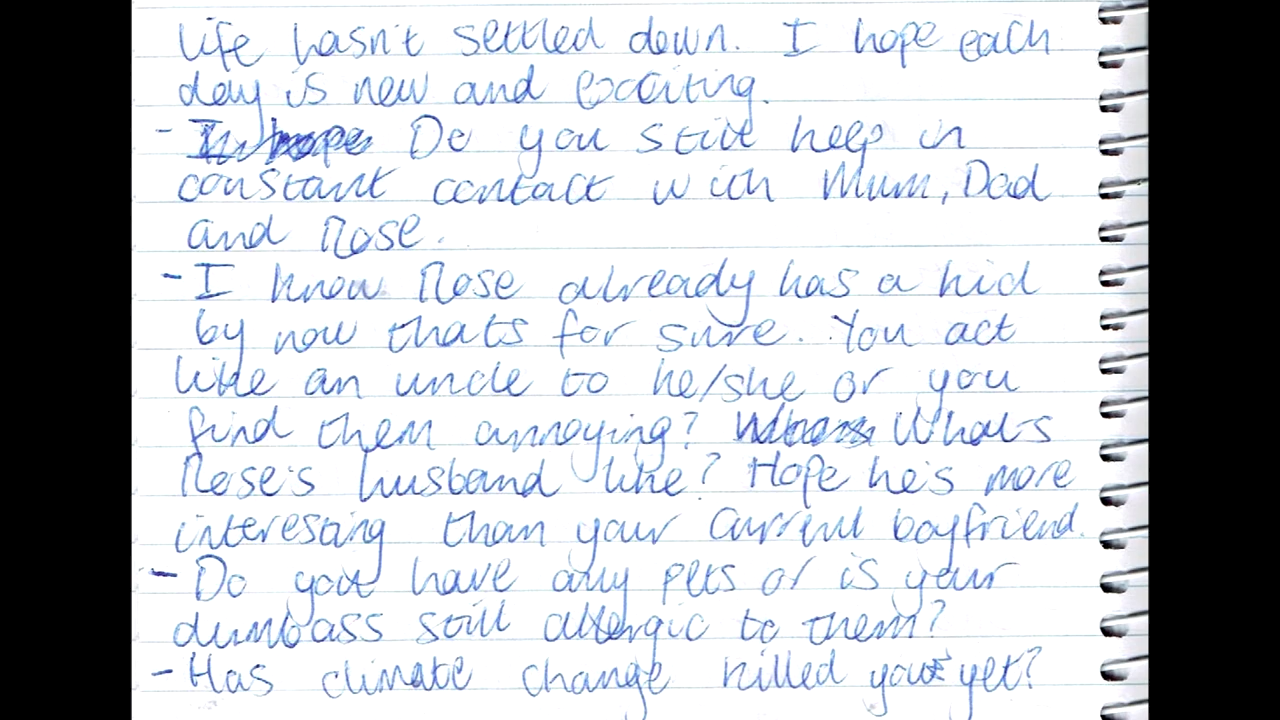 life hasn't settled down. I hope each
day is new and exciting.
- Do you still help in
constant contact with Mum, Dad
and Rose.
- I know Rose already has a kid
by now thats for sure. You act
like an uncle to he/she or you
find them annoying? What's
Rose's husband like? Hope he's more
interesting than your current boyfriend.
- Do you have any pets or is your
dumbass still allergic to them?
- Has climate change killed you yet?